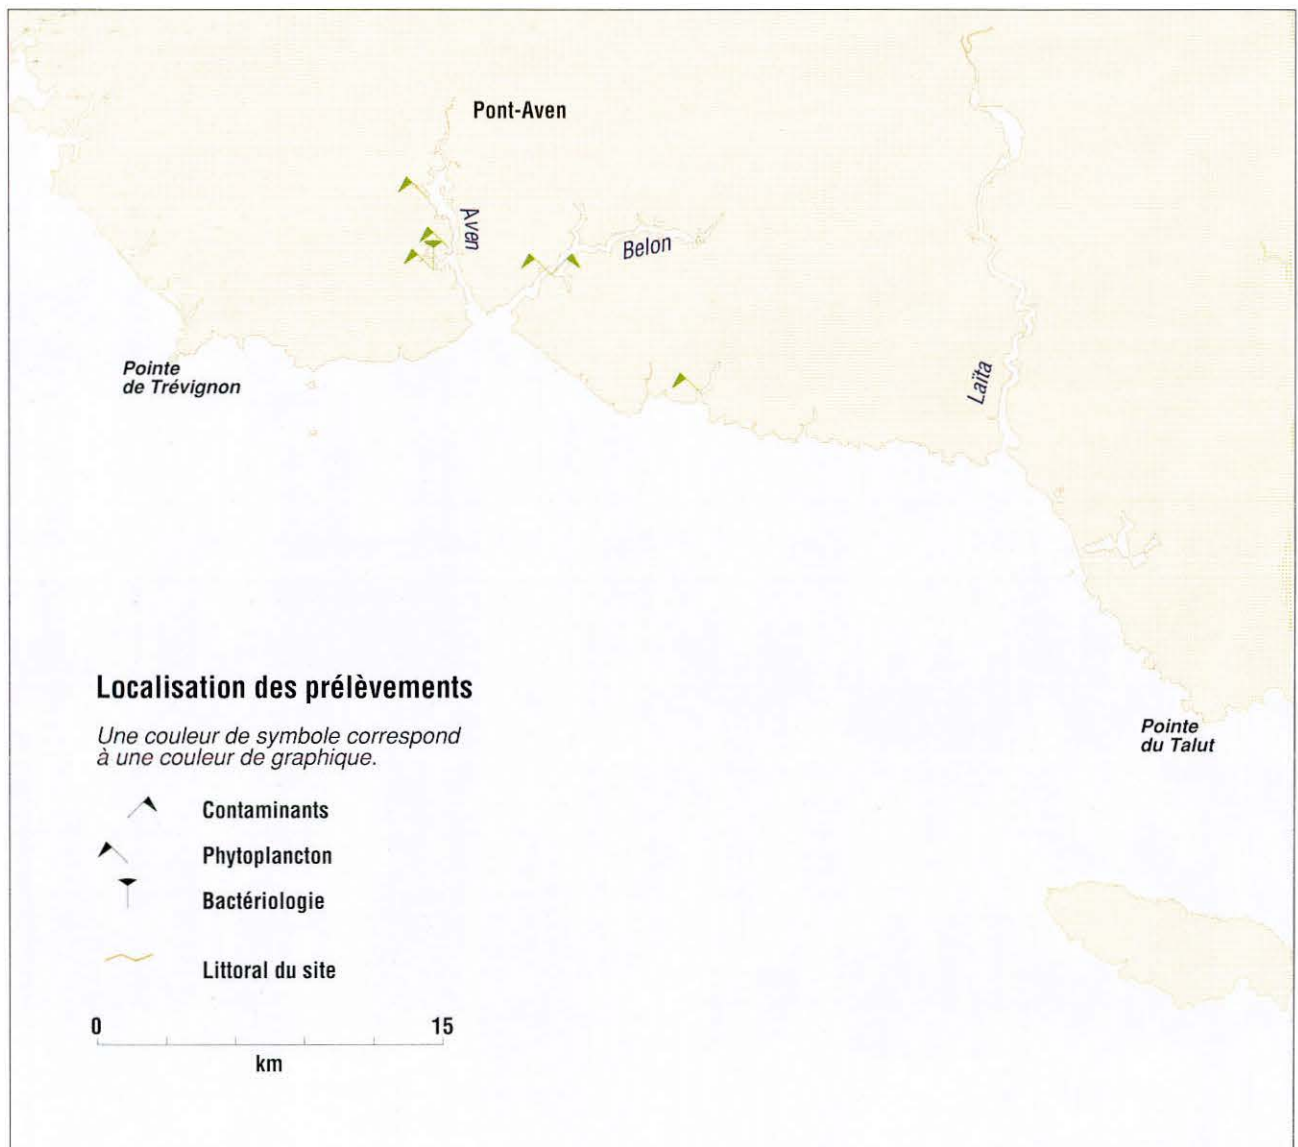 Pont-Aven
Aven
Belon
Pointe
de Trévignon
Laïta
Localisation des prélèvements
Une couleur de symbole correspond
à une couleur de graphique.
Pointe
du Talut
Contaminants
Phytoplancton
Bactériologie
Littoral du site
0 15
km